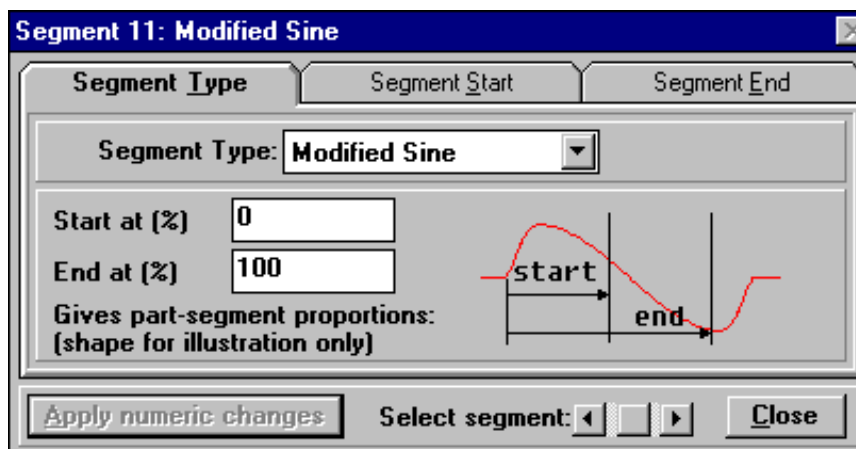 Segment 11: Modified Sine
Segment Type Segment Start Segment End
Segment Type: Modified Sine
Start at (%) 0
End at (%) 100
Gives part-segment proportions:
(shape for illustration only)
start
end
Apply numeric changes Select segment: Close